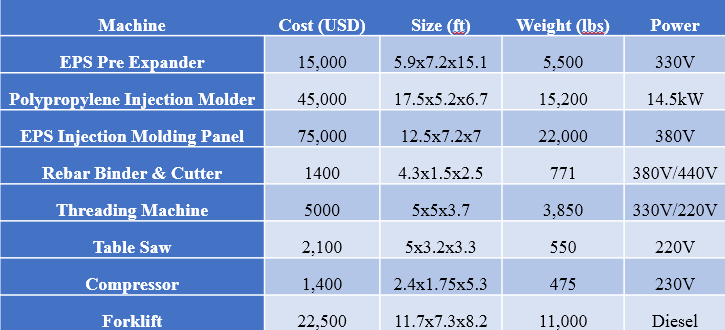 Machine Cost (USD) Size (ft) Weight (lbs) Power
EPS Pre Expander 15,000 5.9x7.2x15.1 5,500 330V
Polypropylene Injection Molder 45,000 17.5x5.2x6.7 15,200 14.5kW
EPS Injection Molding Panel 75,000 12.5x7.2x7 22,000 380V
Rebar Binder & Cutter 1400 4.3x1.5x2.5 771 380V/440V
Threading Machine 5000 5x5x3.7 3,850 330V/220V
Table Saw 2,100 5x3.2x3.3 550 220V
Compressor 1,400 2.4x1.75x5.3 475 230V
Forklift 22,500 11.7x7.3x8.2 11,000 Diesel